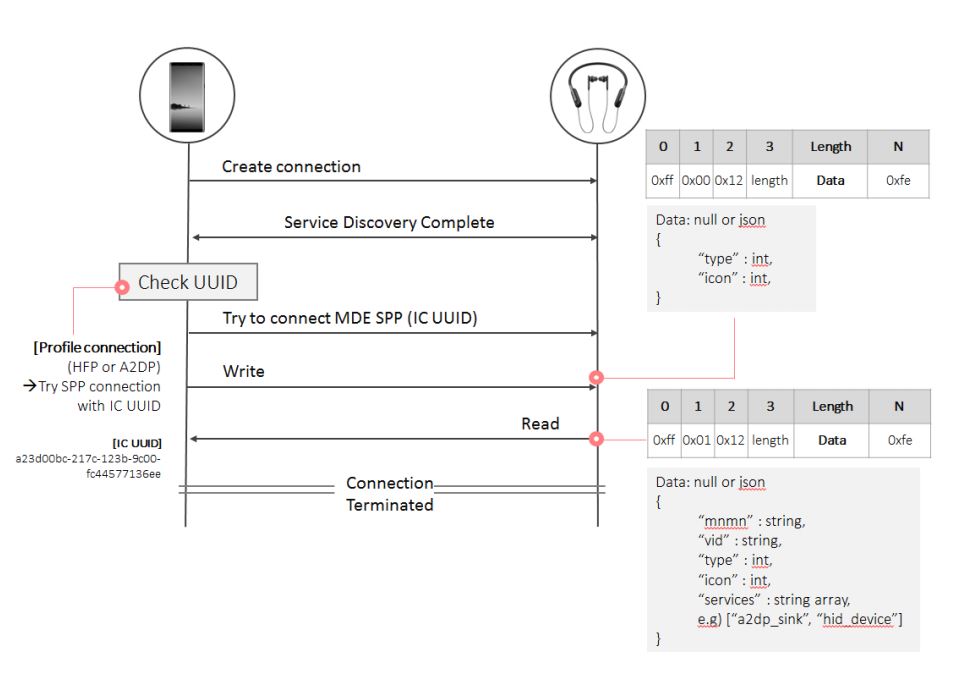 Create connection
Service Discovery Complete
Check UUID
Try to connect MDE SPP (IC UUID)
[Profile connection]
(HFP or A2DP)
→Try SPP connection
with IC UUID
[IC UUID]
a23d00bc-217c-123b-9c00-
fc44577136ee
Write
Read
Connection
Terminated
0 1 2 3 Length N
0xff 0x00 0x12 length Data 0xfe
Data: null or json
{
“type” : int,
“icon” : int,
}
0 1 2 3 Length N
0xff 0x01 0x12 length Data 0xfe
Data: null or json
{
“mnmn” : string,
“vid” : string,
“type” : int,
“icon” : int,
“services” : string array,
e.g) [“a2dp_sink”, “hid_device”]
}